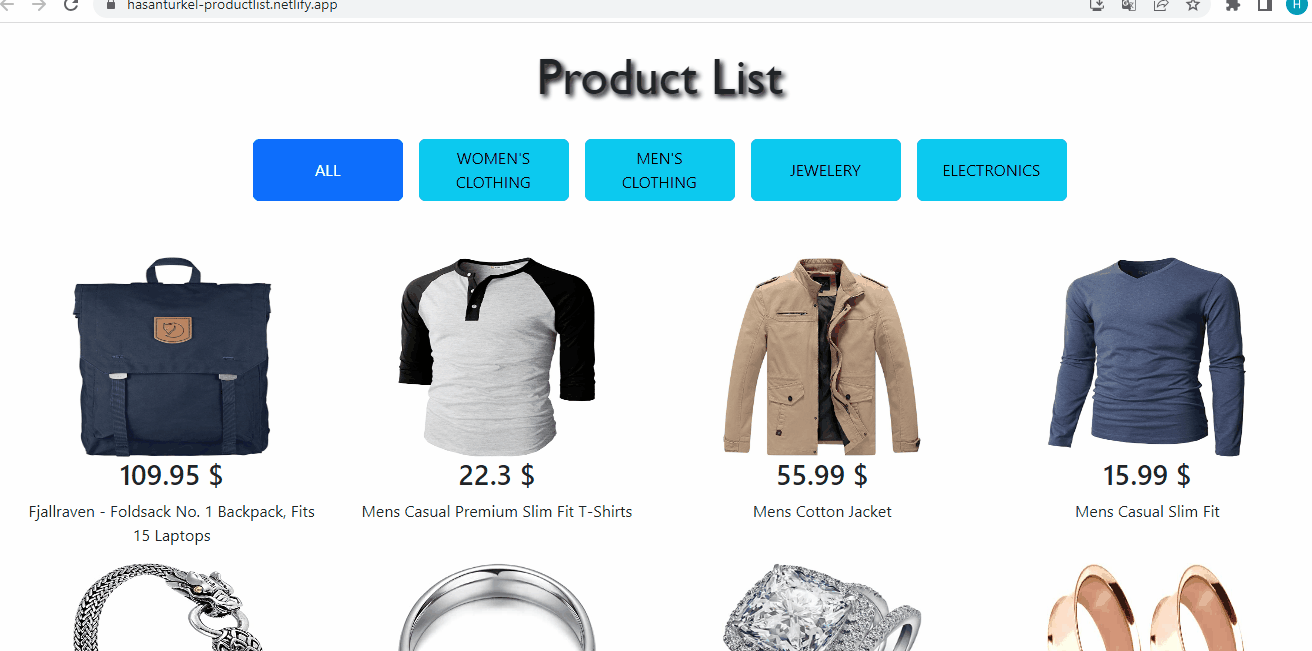 hasanturkel-productlist.netlify.app
H
Product List
ALL
WOMEN'S
CLOTHING
MEN'S
CLOTHING
JEWELERY
ELECTRONICS
109.95 $
22.3 $
55.99 $
15.99 $
Fjallraven - Foldsack No. 1 Backpack, Fits
15 Laptops
Mens Casual Premium Slim Fit T-Shirts
Mens Cotton Jacket
Mens Casual Slim Fit